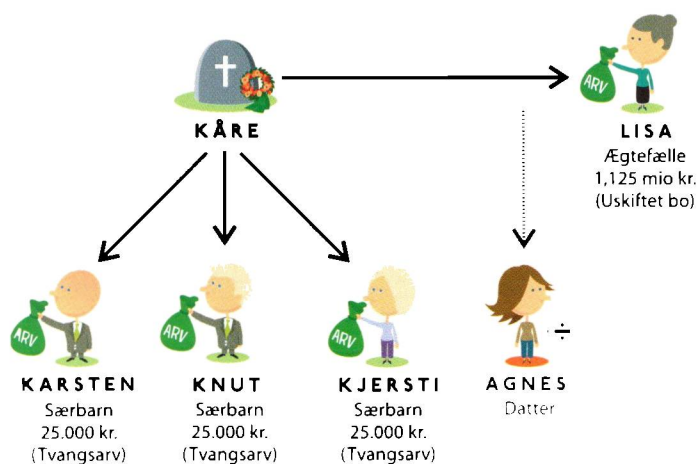 ARV
KÅRE
LISA
Ægtefælle
1,125 mio kr.
(Uskiftet bo)
ARV
ARV
ARV
÷
KARSTEN
Særbarn
25.000 kr.
(Tvangsarv)
KNUT
Særbarn
25.000 kr.
(Tvangsarv)
KJERSTI
Særbarn
25.000 kr.
(Tvangsarv)
AGNES
Datter